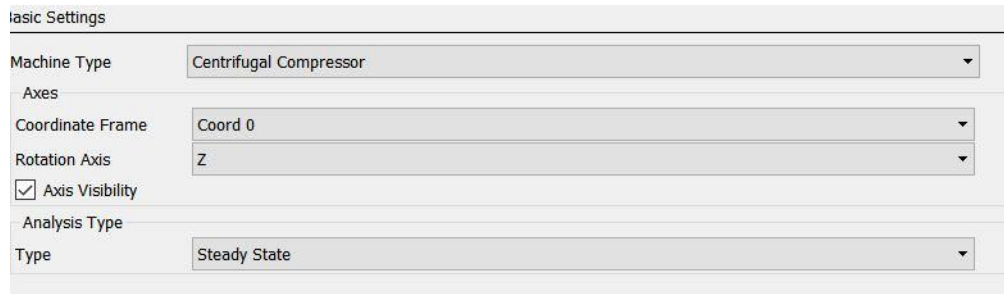 Basic Settings
Machine Type Centrifugal Compressor
Axes
Coordinate Frame Coord 0
Rotation Axis Z
Axis Visibility
Analysis Type
Type Steady State